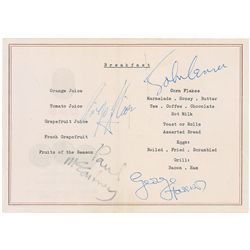 Breakfast
Orange Juice
Tomato Juice
Grapefruit Juice
Fresh Grapefruit
Fruits of the Season
Corn Flakes
Marmalade, Honey, Butter
Tea, Coffee, Chocolate
Hot Milk
Toast or Rolls
Assorted Bread
Eggs:
Boiled, Fried, Scrambled
Grill:
Bacon, Ham
John Lennon
Paul
McCartney
George
Harrison